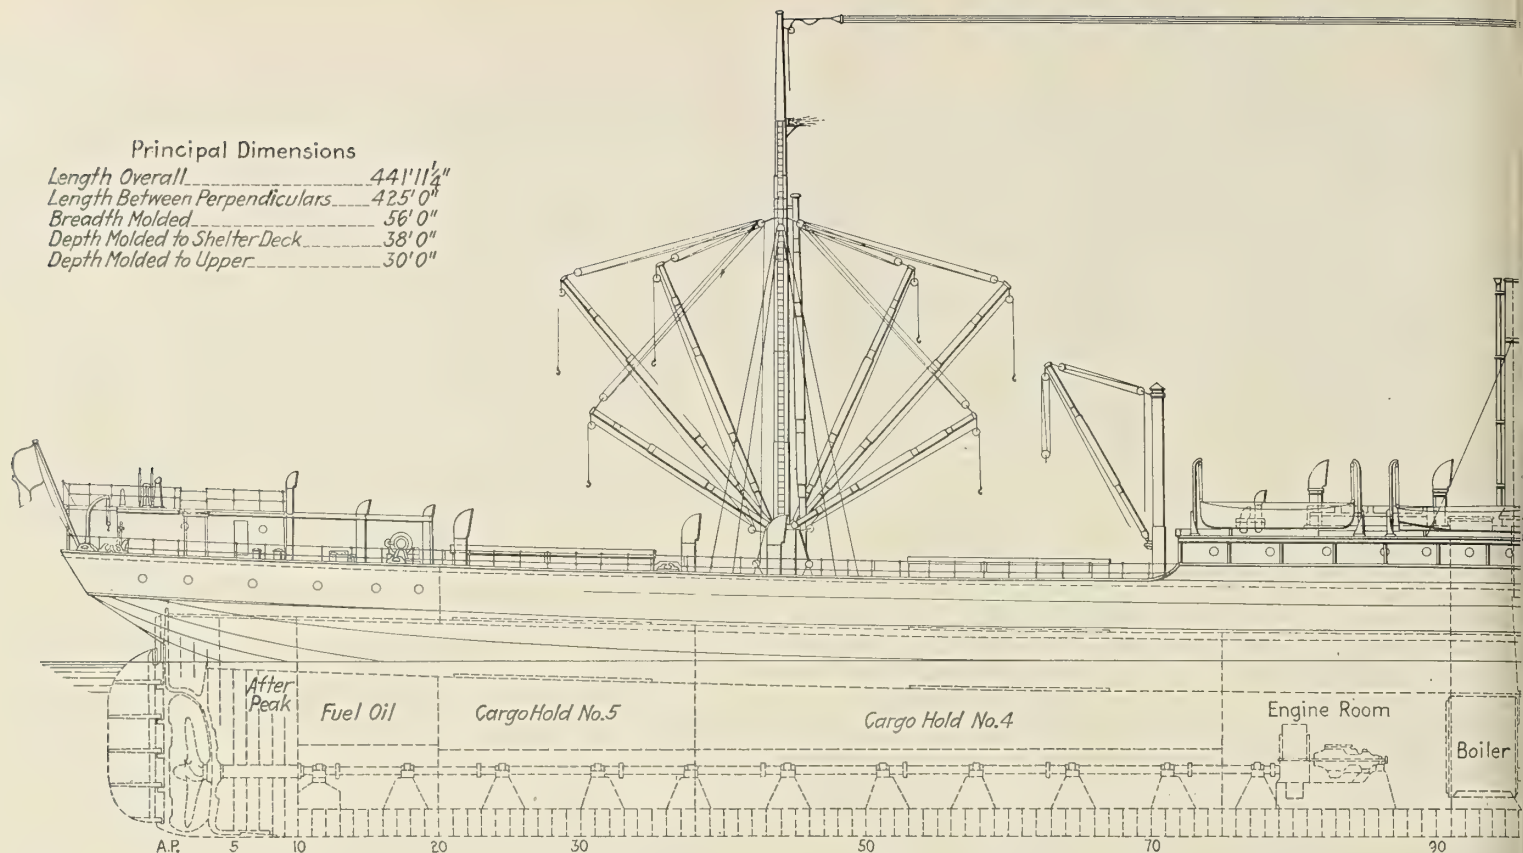 Principal Dimensions
Length Overall 441'11¼"
Length Between Perpendiculars 425'0"
Breadth Molded 56'0"
Depth Molded to Shelter Deck 38'0"
Depth Molded to Upper 30'0"
After
Peak
Fuel Oil
Cargo Hold No.5
Cargo Hold No.4
Engine Room
Boiler
A.P. 5 10 20 30 50 70 90